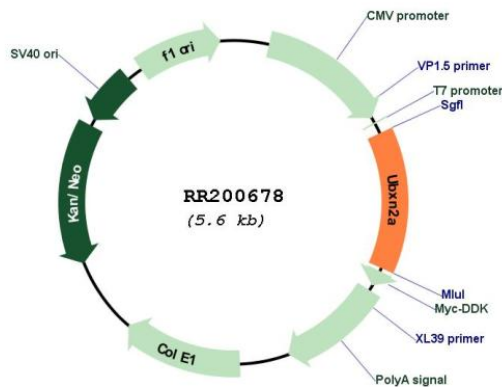 CMV promoter
VP1.5 primer
T7 promoter
SgfI
Ubxn2a
MluI
Myc-DDK
XL39 primer
PolyA signal
Col E1
Kan/Neo
SV40 ori
f1 ori
RR200678
(5.6 kb)